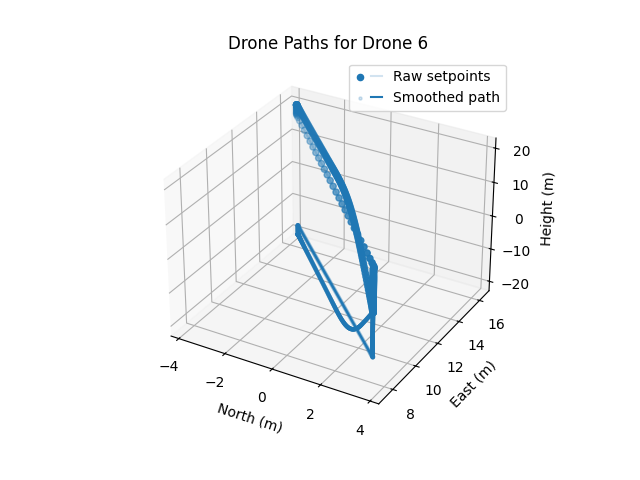 Drone Paths for Drone 6
Raw setpoints
Smoothed path
20
10
0
−10
−20
Height (m)
16
14
12
10
8
East (m)
−4
−2
0
2
4
North (m)